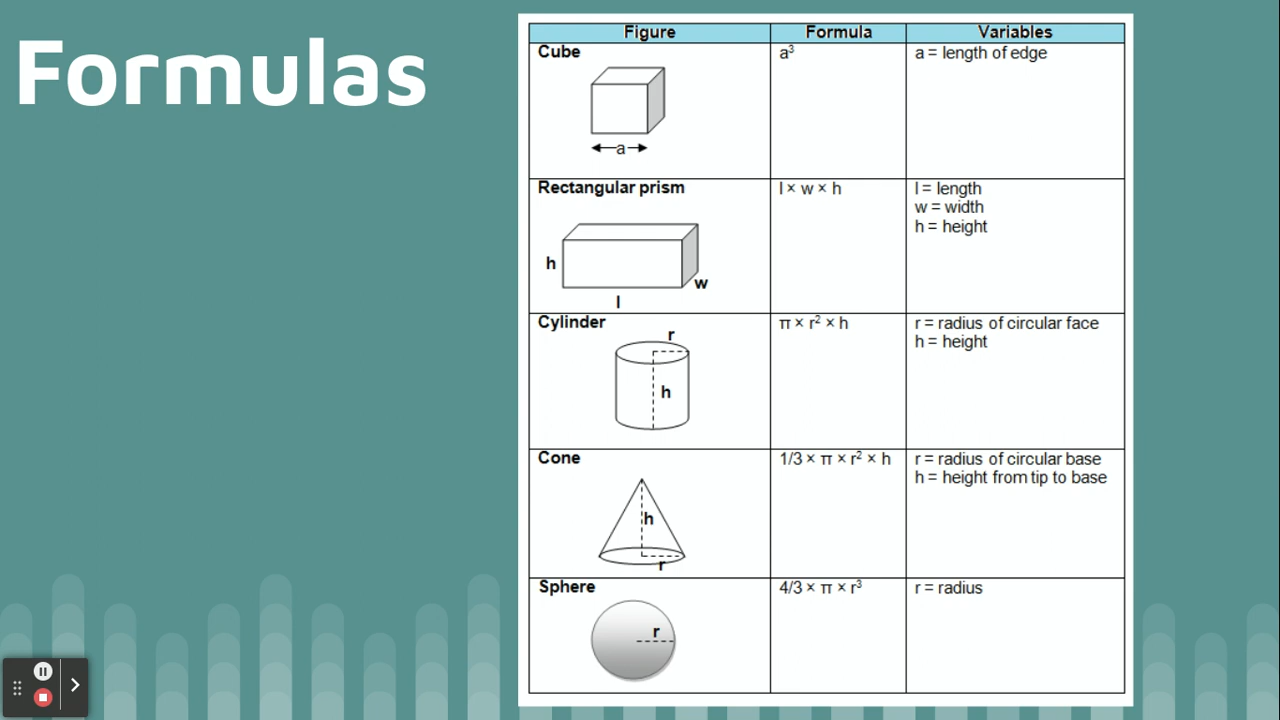 Formulas
Figure Formula Variables
Cube a³ a = length of edge
a
Rectangular prism l × w × h l = length
w = width
h = height
h
w
l
Cylinder π × r² × h r = radius of circular face
h = height
r
h
Cone 1/3 × π × r² × h r = radius of circular base
h = height from tip to base
h
r
Sphere 4/3 × π × r³ r = radius
r